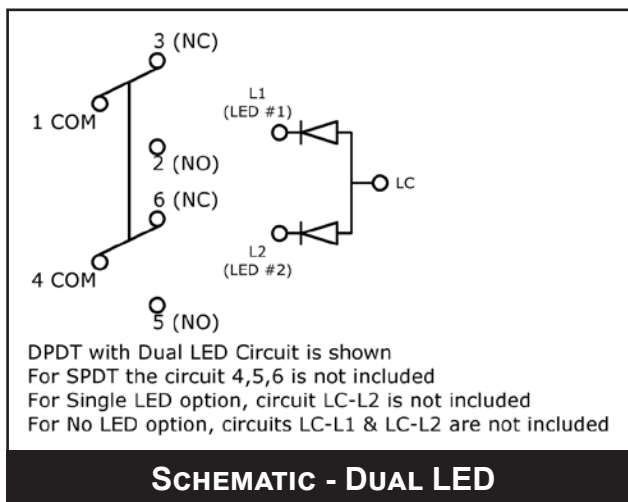 3 (NC)
1 COM
2 (NO)
6 (NC)
4 COM
5 (NO)
L1
(LED #1)
LC
L2
(LED #2)
DPDT with Dual LED Circuit is shown
For SPDT the circuit 4,5,6 is not included
For Single LED option, circuit LC-L2 is not included
For No LED option, circuits LC-L1 & LC-L2 are not included
SCHEMATIC - DUAL LED